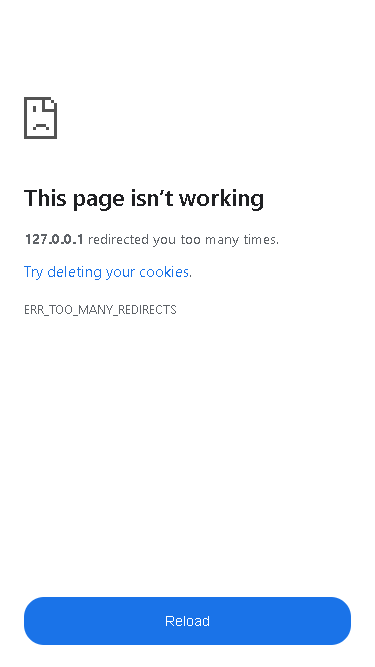 This page isn’t working
127.0.0.1 redirected you too many times.
Try deleting your cookies.
ERR_TOO_MANY_REDIRECTS
Reload